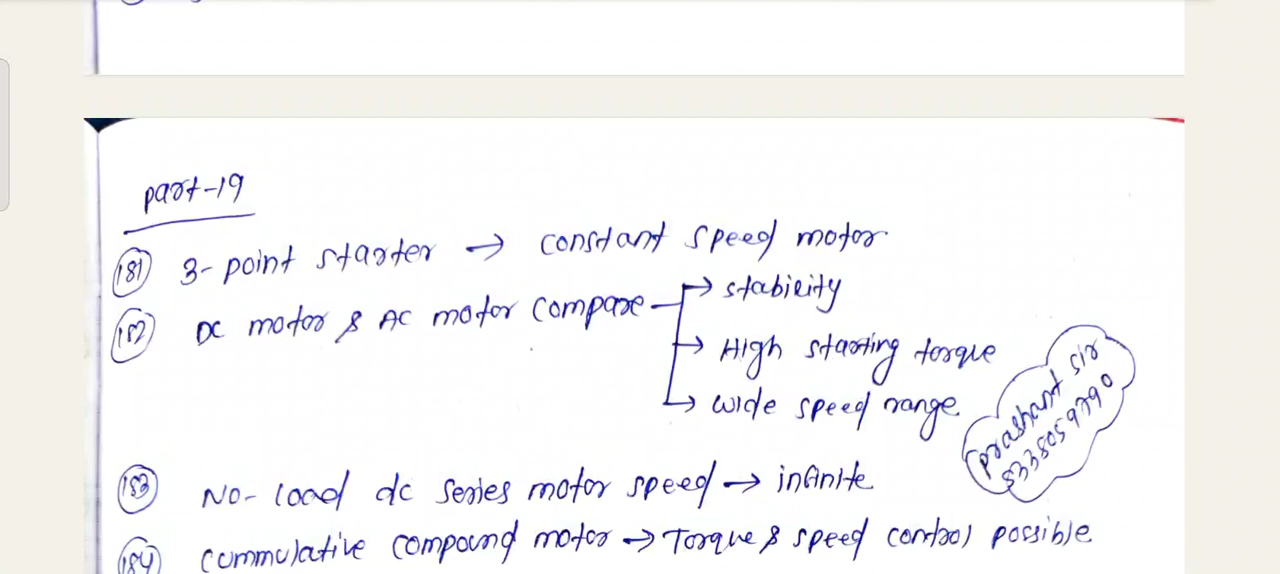 part-19
(181) 3-point starter → constant speed motor
(182) DC motor & AC motor compare → stability
→ High starting torque
→ wide speed range
prashant sir
8338059790
(183) NO-load dc series motor speed → infinite
(184) commulative compound motor → Torque & speed control possible